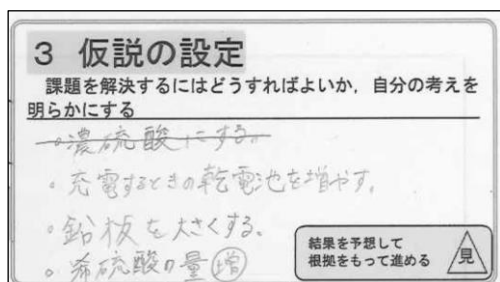 3 仮説の設定
課題を解決するにはどうすればよいか，自分の考えを
明らかにする
・濃硫酸にする。
・充電するときの乾電池を増やす。
・鉛板を大きくする。
・希硫酸の量 増
結果を予想して
根拠をもって進める
見